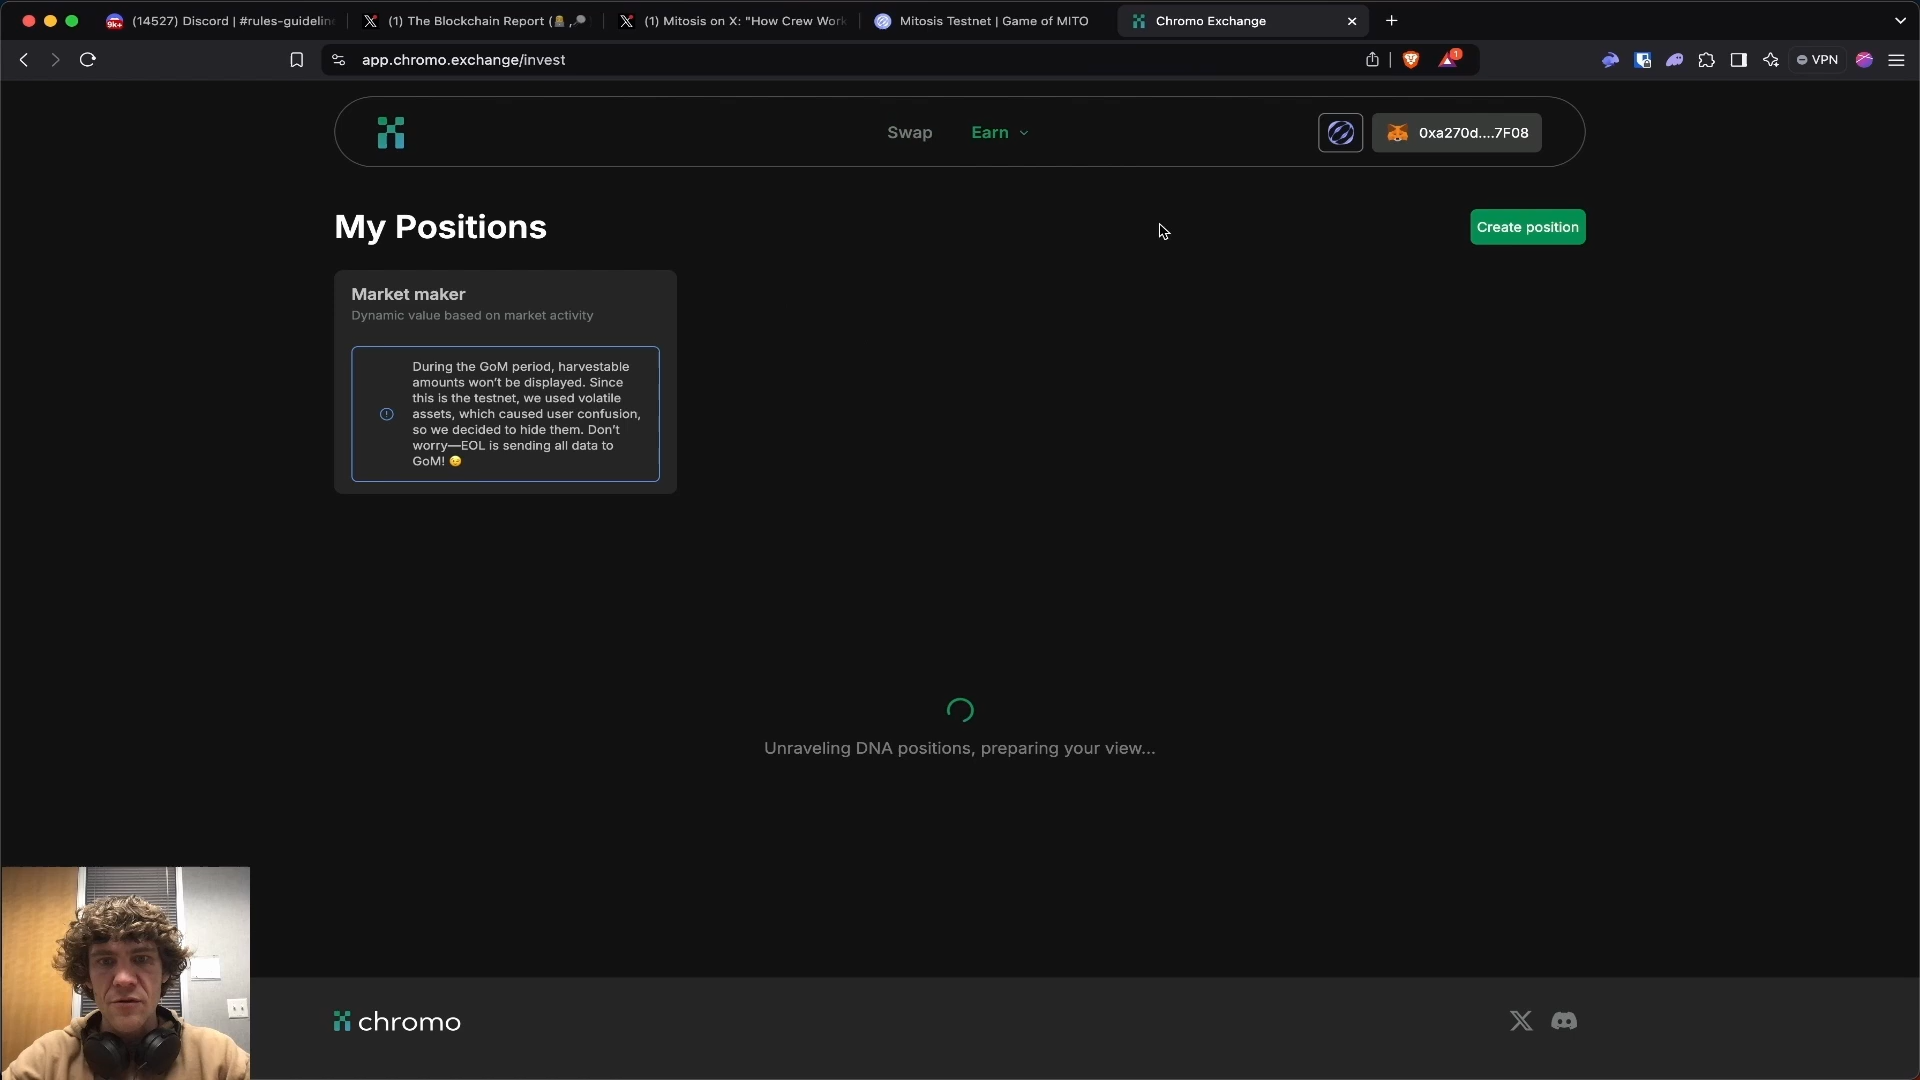 (14527) Discord | #rules-guideline
(1) The Blockchain Report (
(1) Mitosis on X: "How Crew Work
Mitosis Testnet | Game of MITO
Chromo Exchange
app.chromo.exchange/invest
1
VPN
Swap
Earn
0xa270d....7F08
My Positions
Create position
Market maker
Dynamic value based on market activity
During the GoM period, harvestable
amounts won't be displayed. Since
this is the testnet, we used volatile
assets, which caused user confusion,
so we decided to hide them. Don't
worry—EOL is sending all data to
GoM! 😉
Unraveling DNA positions, preparing your view...
chromo